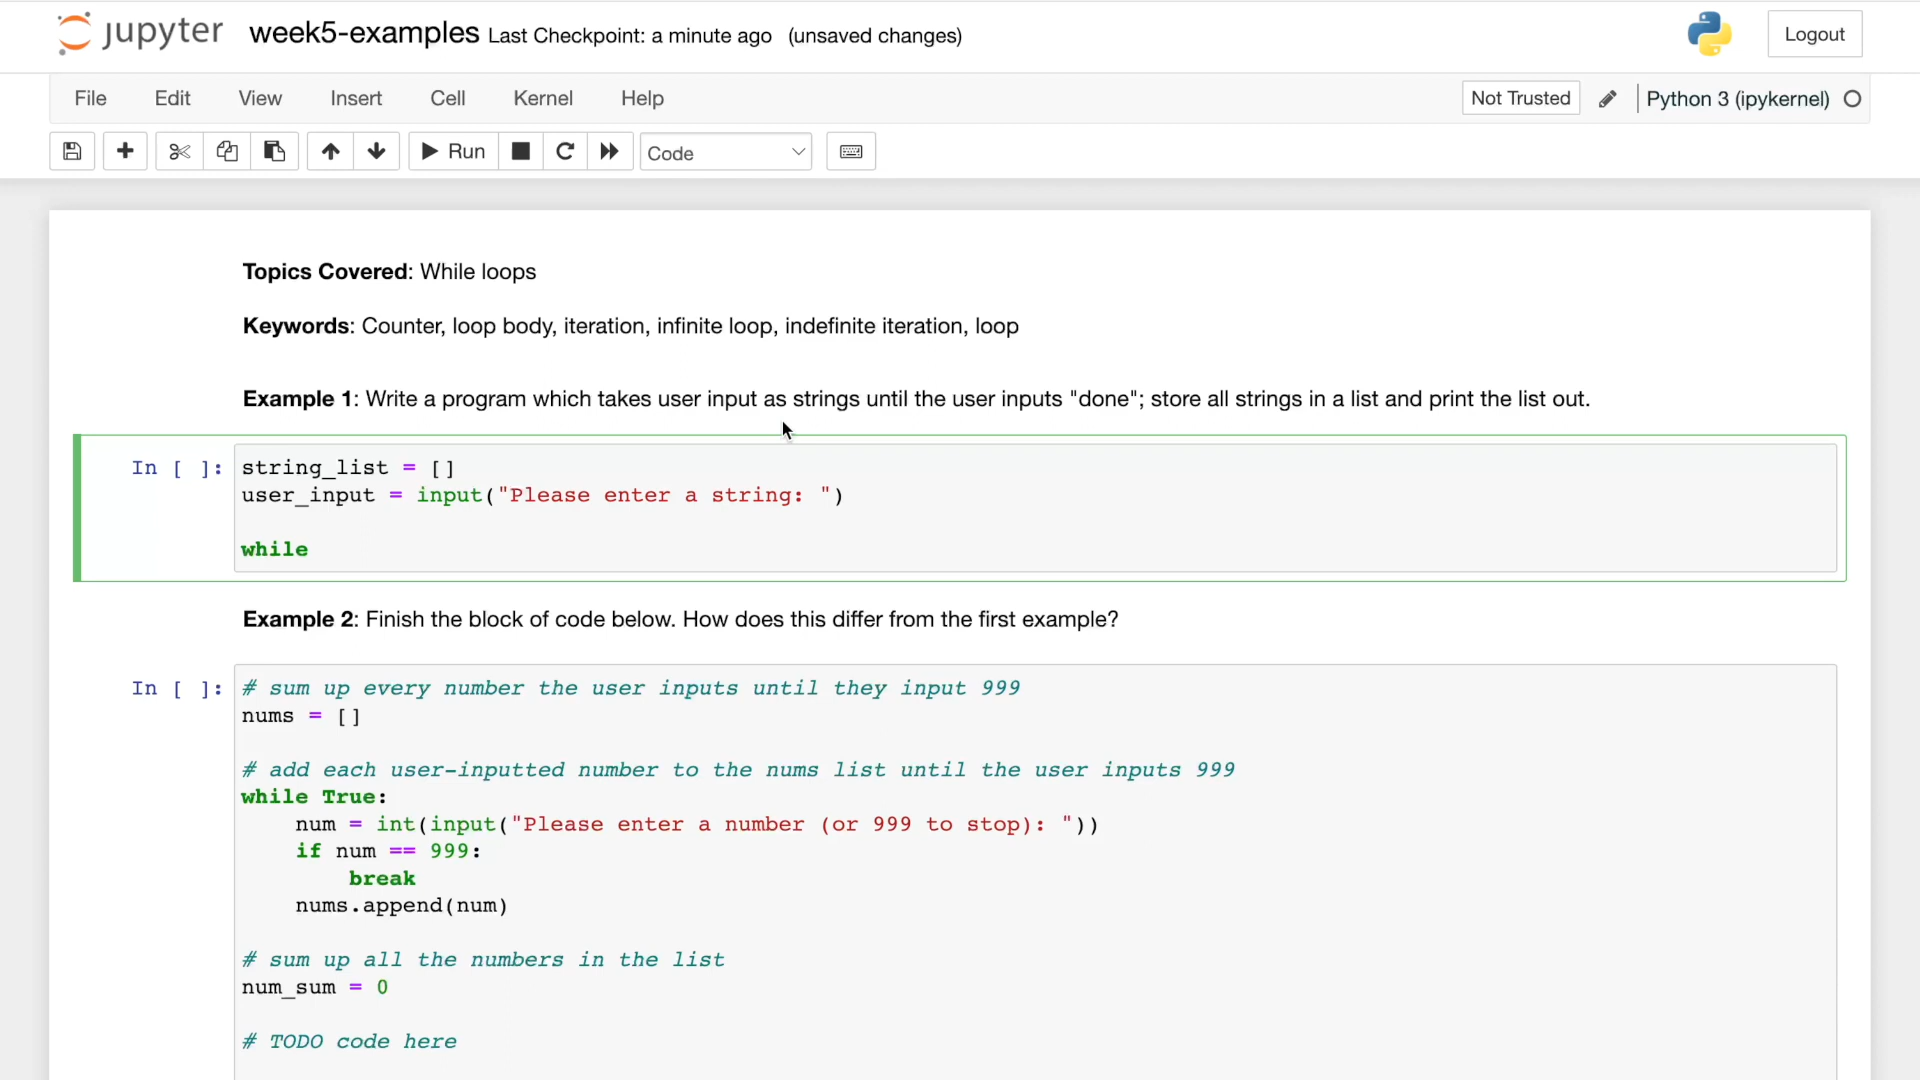 jupyter week5-examples Last Checkpoint: a minute ago (unsaved changes) Logout
File Edit View Insert Cell Kernel Help Not Trusted Python 3 (ipykernel)
Run Code
Topics Covered: While loops
Keywords: Counter, loop body, iteration, infinite loop, indefinite iteration, loop
Example 1: Write a program which takes user input as strings until the user inputs "done"; store all strings in a list and print the list out.
In [ ]: string_list = []
user_input = input("Please enter a string: ")
while
Example 2: Finish the block of code below. How does this differ from the first example?
In [ ]: # sum up every number the user inputs until they input 999
nums = []
# add each user-inputted number to the nums list until the user inputs 999
while True:
    num = int(input("Please enter a number (or 999 to stop): "))
    if num == 999:
        break
    nums.append(num)
# sum up all the numbers in the list
num_sum = 0
# TODO code here